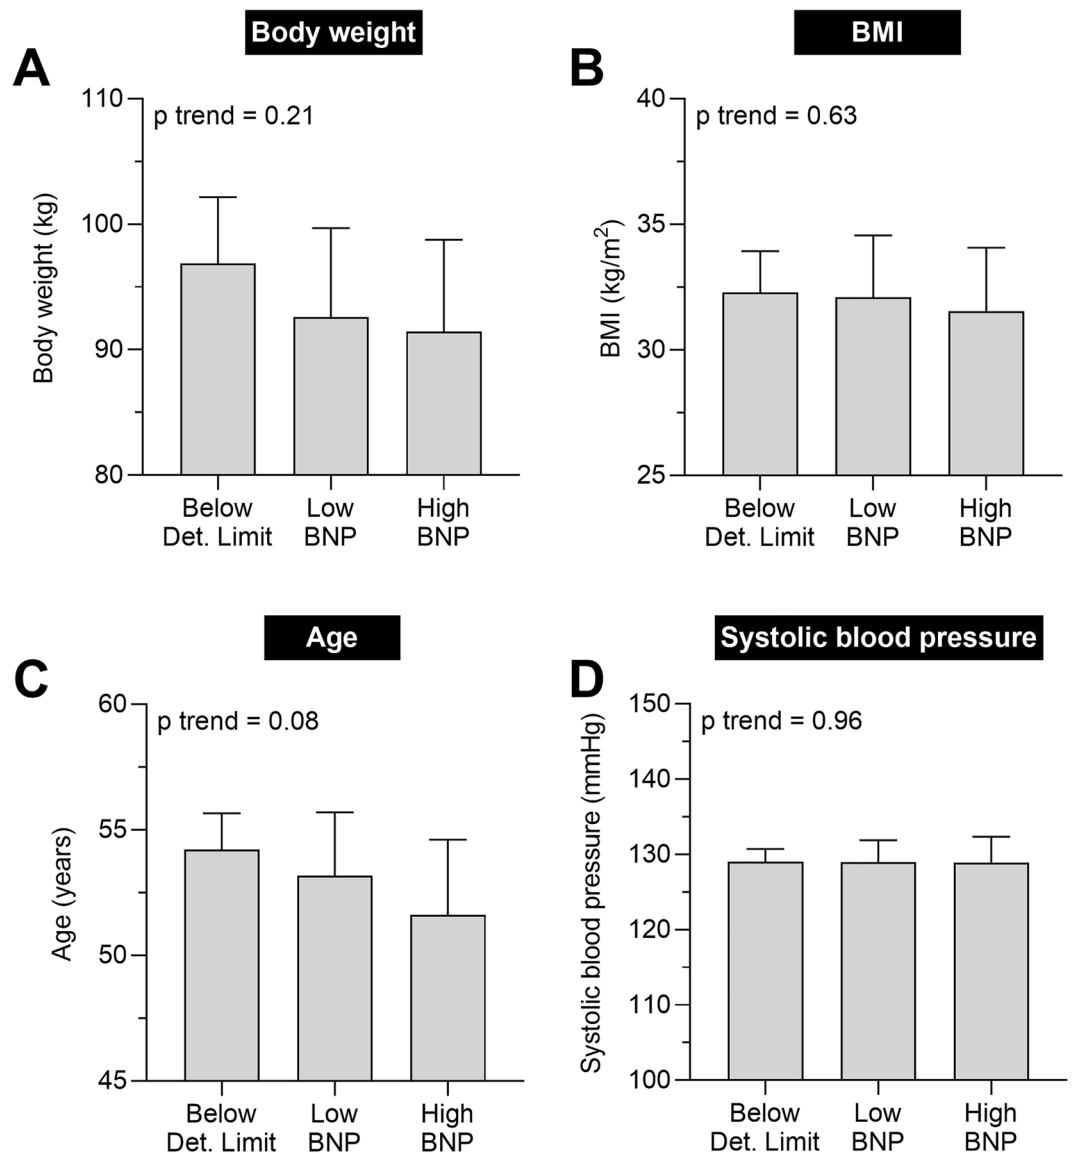 Body weight
A
110
p trend = 0.21
100
90
80
Body weight (kg)
Below
Det. Limit
Low
BNP
High
BNP
BMI
B
40
p trend = 0.63
35
30
25
BMI (kg/m²)
Below
Det. Limit
Low
BNP
High
BNP
Age
C
60
p trend = 0.08
55
50
45
Age (years)
Below
Det. Limit
Low
BNP
High
BNP
Systolic blood pressure
D
150
p trend = 0.96
140
130
120
110
100
Systolic blood pressure (mmHg)
Below
Det. Limit
Low
BNP
High
BNP